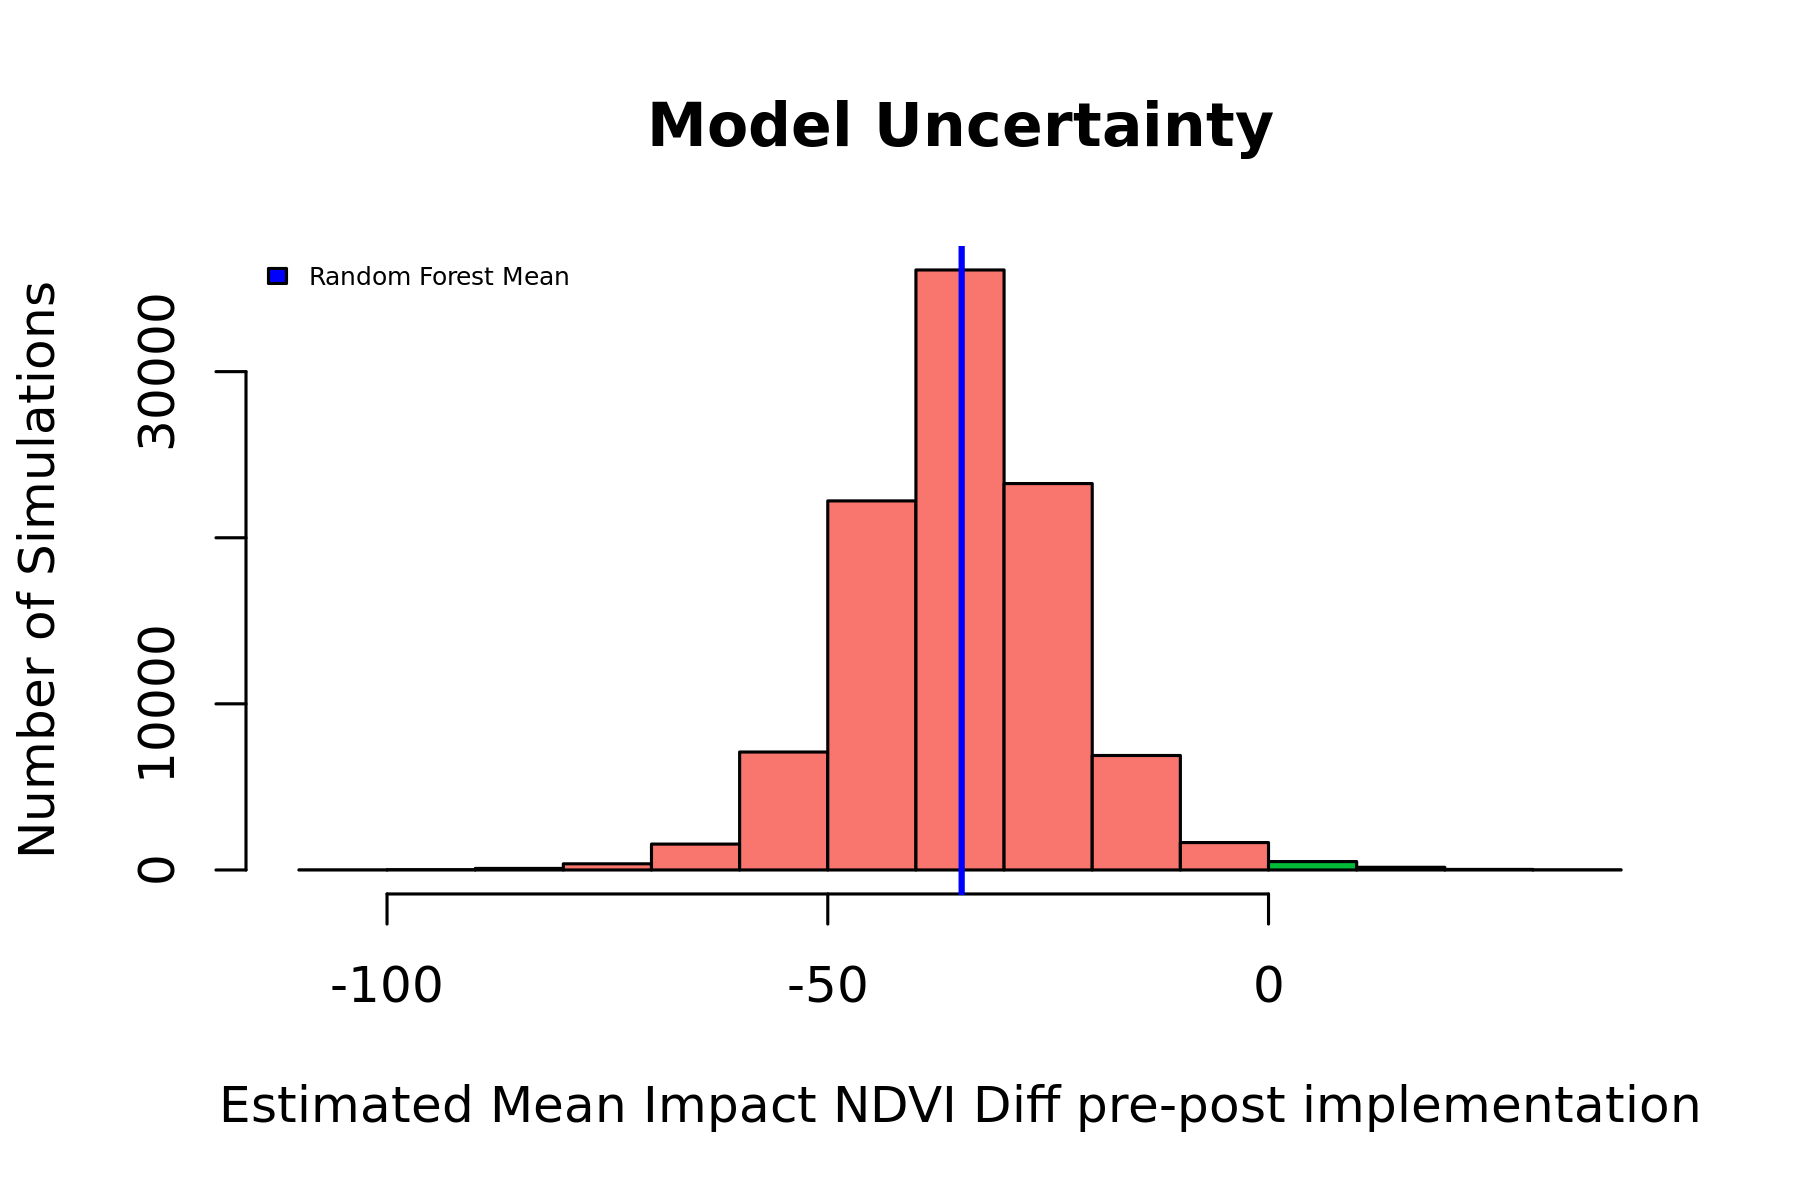 Model Uncertainty
Random Forest Mean
Number of Simulations
30000
10000
0
-100
-50
0
Estimated Mean Impact NDVI Diff pre-post implementation